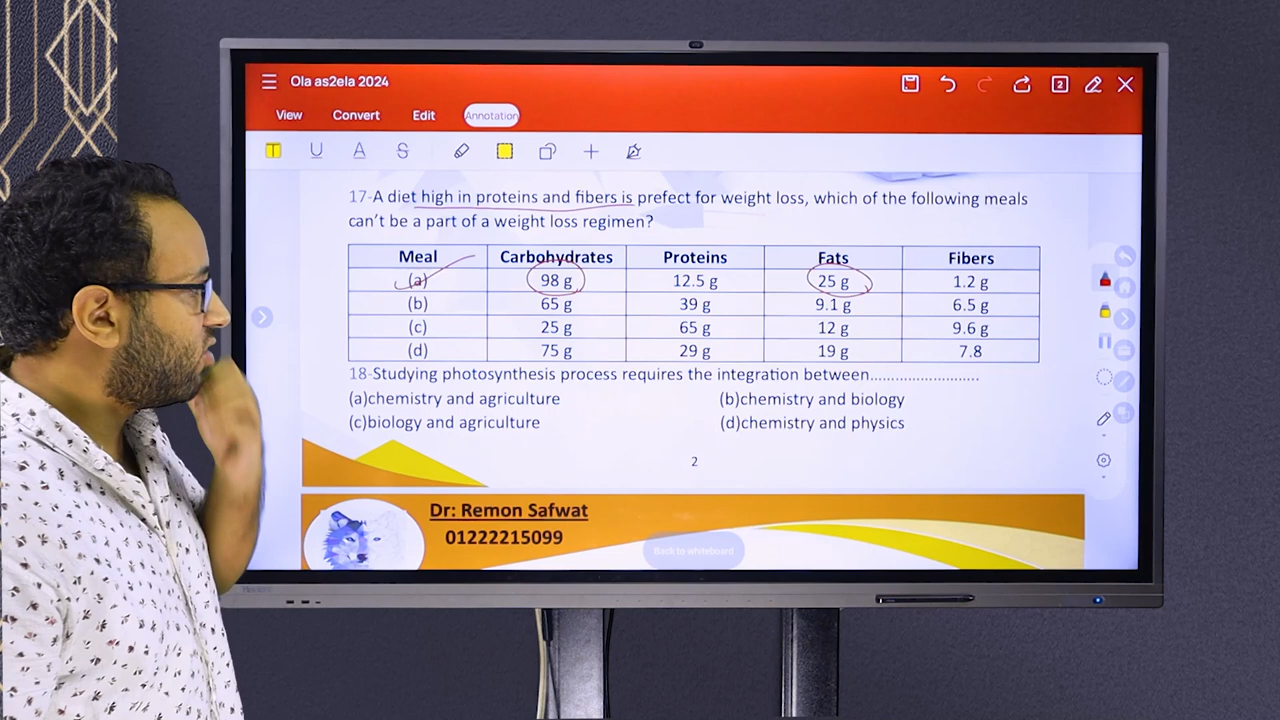 Ola as2ela 2024
View Convert Edit Annotation
T U A S
17-A diet high in proteins and fibers is prefect for weight loss, which of the following meals
can't be a part of a weight loss regimen?
Meal Carbohydrates Proteins Fats Fibers
(a) 98 g 12.5 g 25 g 1.2 g
(b) 65 g 39 g 9.1 g 6.5 g
(c) 25 g 65 g 12 g 9.6 g
(d) 75 g 29 g 19 g 7.8
18-Studying photosynthesis process requires the integration between..........................
(a)chemistry and agriculture (b)chemistry and biology
(c)biology and agriculture (d)chemistry and physics
2
Dr: Remon Safwat
01222215099
Back to whiteboard